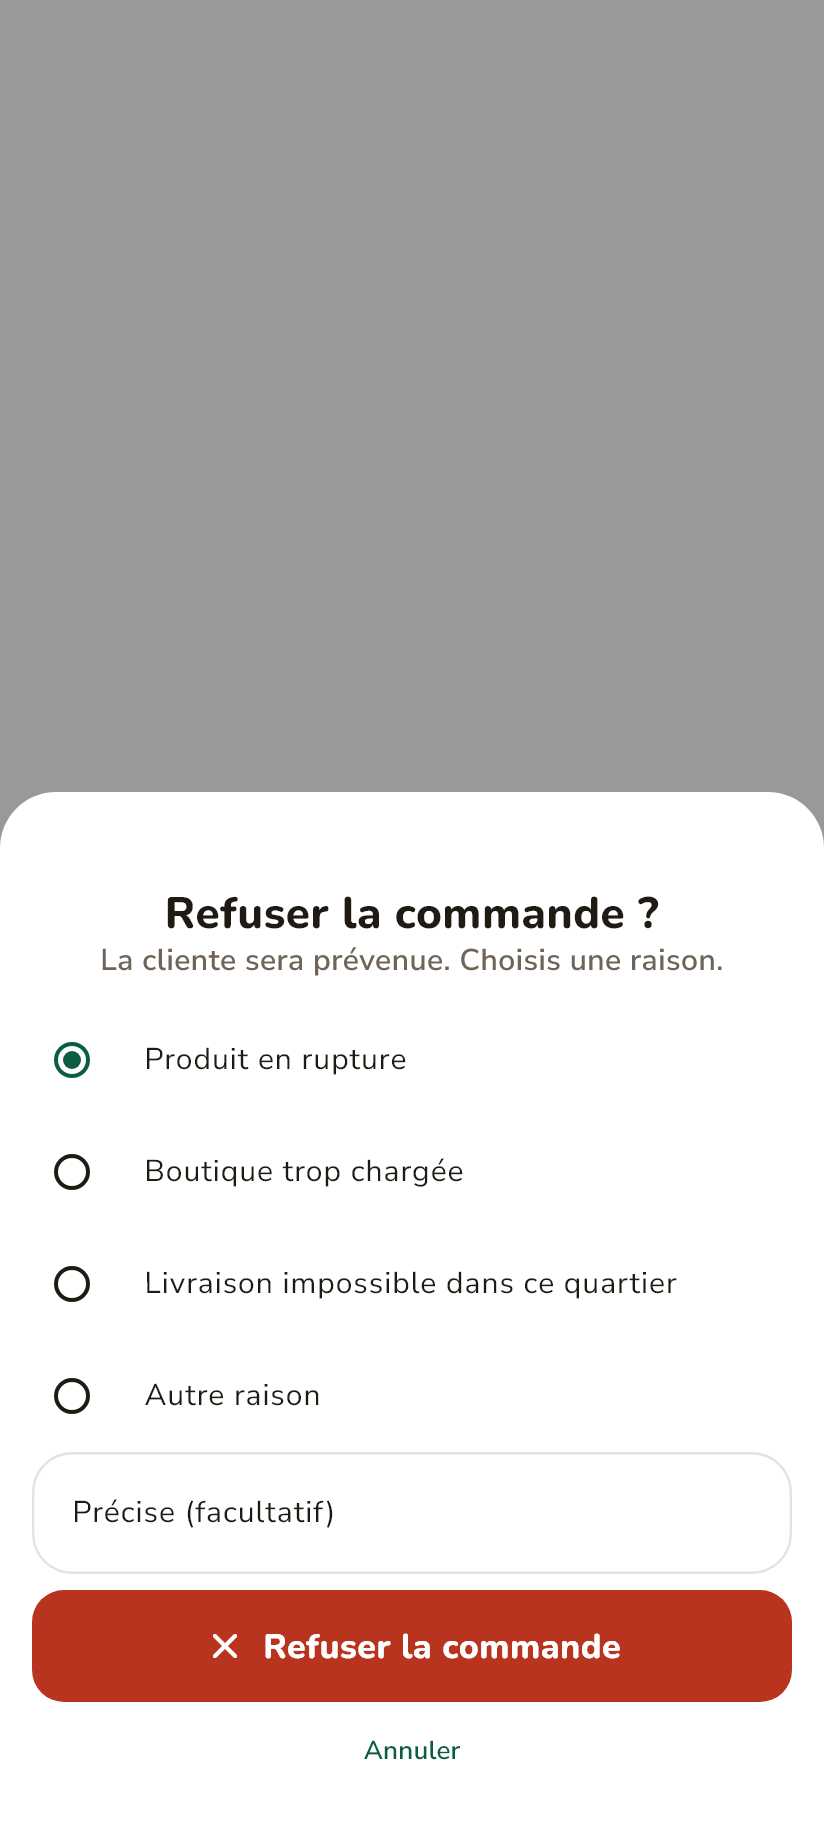 Refuser la commande ?
La cliente sera prévenue. Choisis une raison.
Produit en rupture
Boutique trop chargée
Livraison impossible dans ce quartier
Autre raison
Précise (facultatif)
Refuser la commande
Annuler